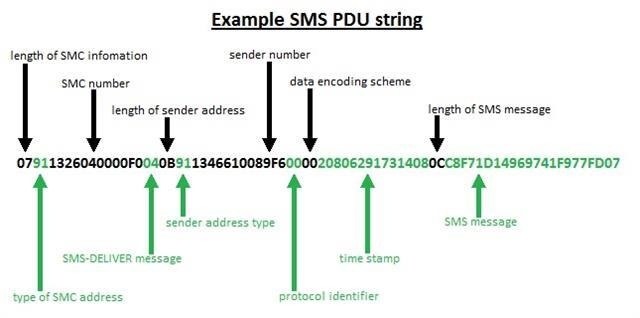 Example SMS PDU string
length of SMC infomation
sender number
SMC number
data encoding scheme
length of sender address
length of SMS message
07911326040000F0040B911346610089F60000208062917314080CC8F71D14969741F977FD07
sender address type
SMS message
SMS-DELIVER message
time stamp
type of SMC address
protocol identifier